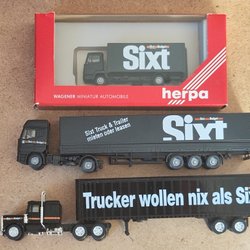 Sixt
WAGENER MINIATUR AUTOMOBILE
herpa
Sixt Truck & Trailer
mieten oder leasen
Sixt
Trucker wollen nix als Si